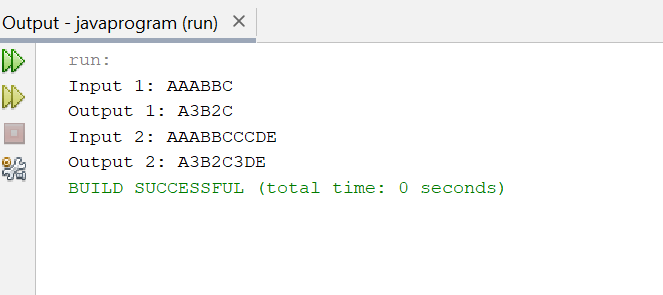 Output - javaprogram (run) ×
run:
Input 1: AAABBC
Output 1: A3B2C
Input 2: AAABBCCCDE
Output 2: A3B2C3DE
BUILD SUCCESSFUL (total time: 0 seconds)